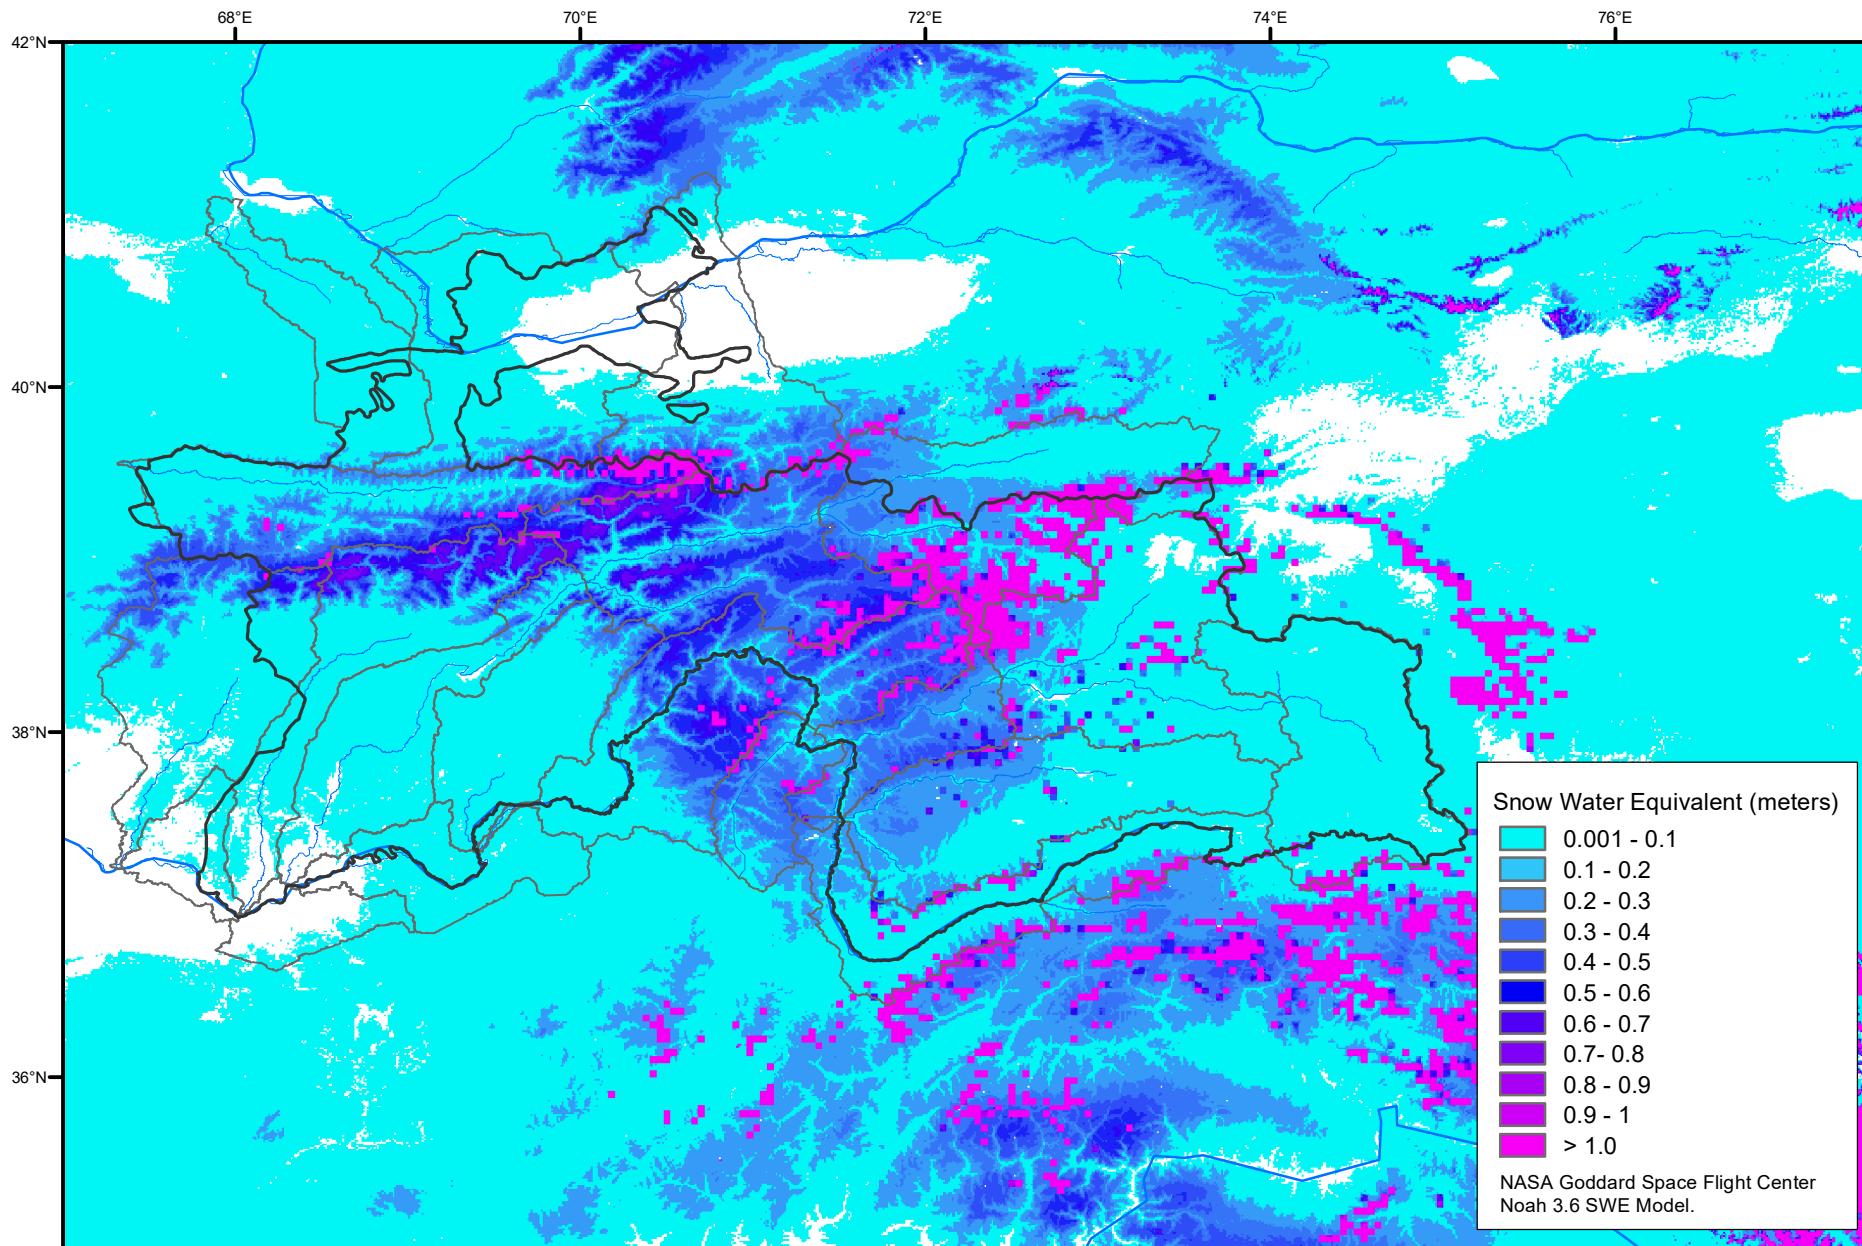 68°E 70°E 72°E 74°E 76°E
42°N
40°N
38°N
36°N
Snow Water Equivalent (meters)
0.001 - 0.1
0.1 - 0.2
0.2 - 0.3
0.3 - 0.4
0.4 - 0.5
0.5 - 0.6
0.6 - 0.7
0.7- 0.8
0.8 - 0.9
0.9 - 1
> 1.0
NASA Goddard Space Flight Center
Noah 3.6 SWE Model.